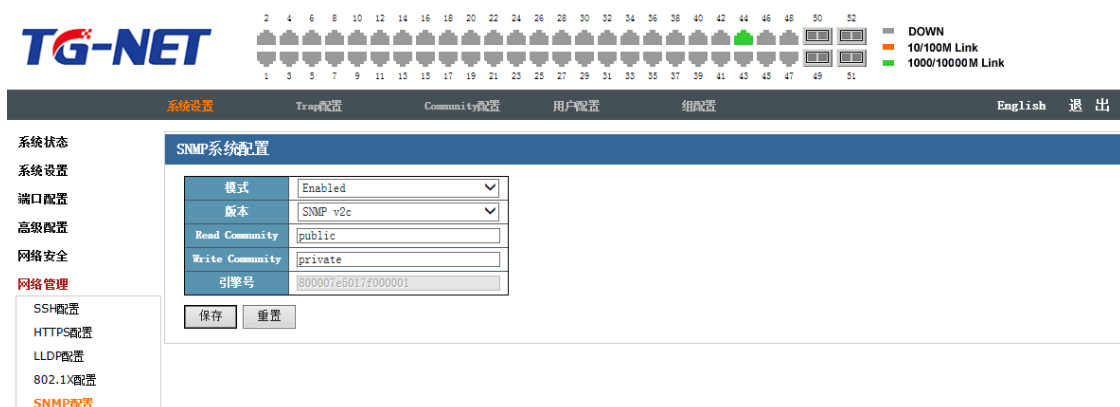 TG-NET
2 4 6 8 10 12 14 16 18 20 22 24 26 28 30 32 34 36 38 40 42 44 46 48 50 52
1 3 5 7 9 11 13 15 17 19 21 23 25 27 29 31 33 35 37 39 41 43 45 47 49 51
DOWN
10/100M Link
1000/10000M Link
系统设置 Trap配置 Community配置 用户配置 组配置 English 退 出
系统状态
系统设置
端口配置
高级配置
网络安全
网络管理
SSH配置
HTTPS配置
LLDP配置
802.1X配置
SNMP配置
SNMP系统配置
模式 Enabled
版本 SNMP v2c
Read Community public
Write Community private
引擎号 800007e5017f000001
保存 重置